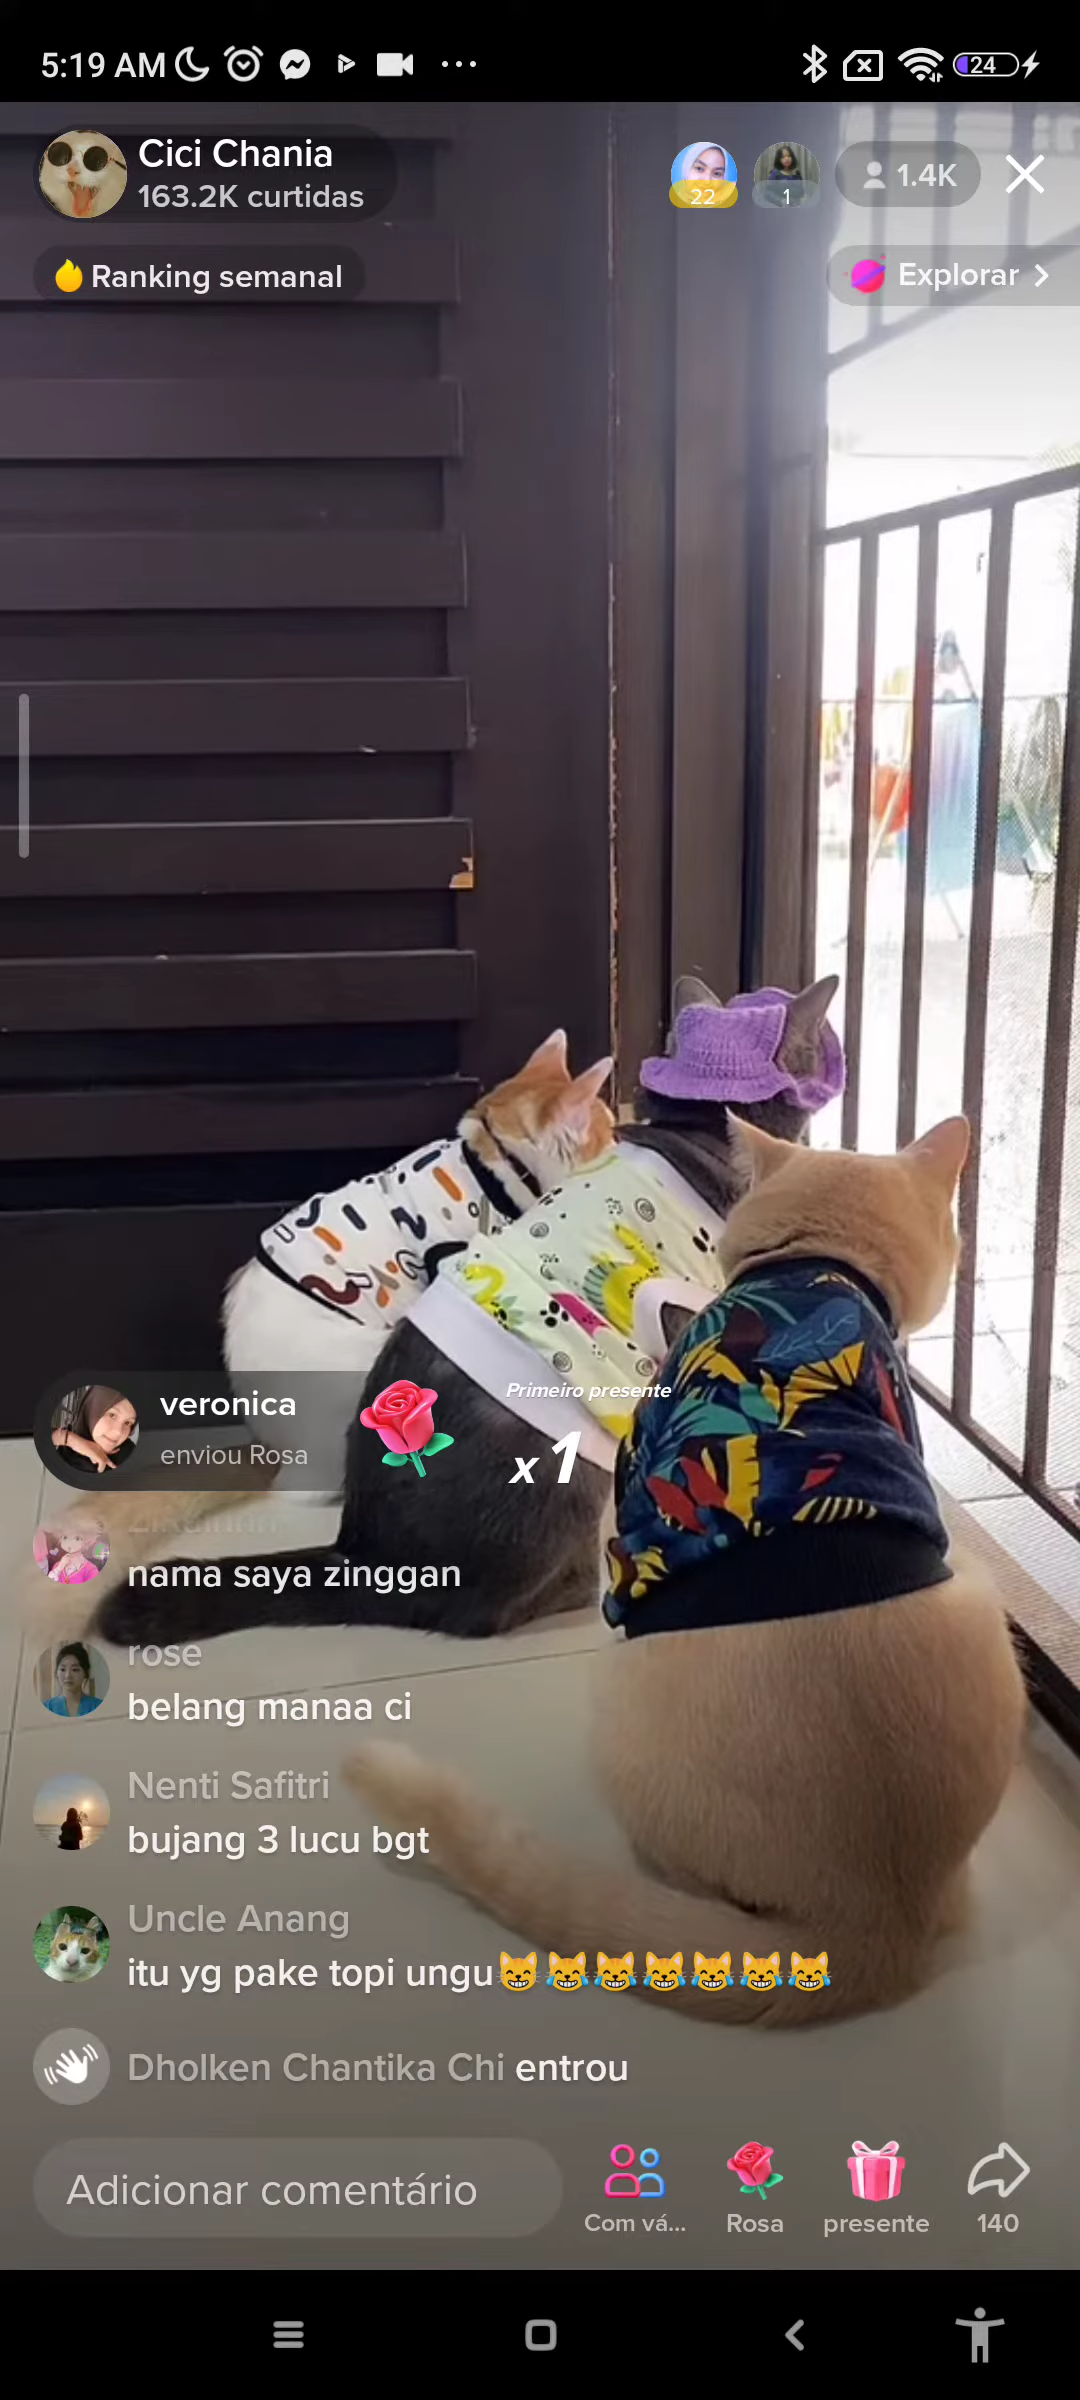 5:19 AM
24
Cici Chania
163.2K curtidas
22
1
1.4K
Ranking semanal
Explorar
veronica
enviou Rosa
Primeiro presente
x1
nama saya zinggan
rose
belang manaa ci
Nenti Safitri
bujang 3 lucu bgt
Uncle Anang
itu yg pake topi ungu😸😹😹😹😹😹😹
Dholken Chantika Chi entrou
Adicionar comentário
Com vá...
Rosa
presente
140